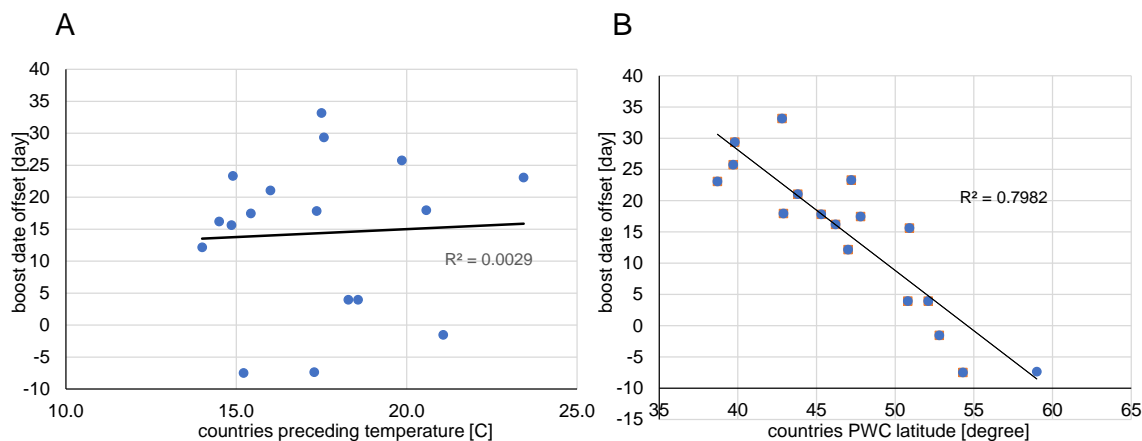 A
40
35
30
25
20
15
10
5
0
-5
-10
boost date offset [day]
R² = 0.0029
10.0 15.0 20.0 25.0
countries preceding temperature [C]
B
40
35
30
25
20
15
10
5
0
-5
-10
-15
boost date offset [day]
R² = 0.7982
35 40 45 50 55 60 65
countries PWC latitude [degree]